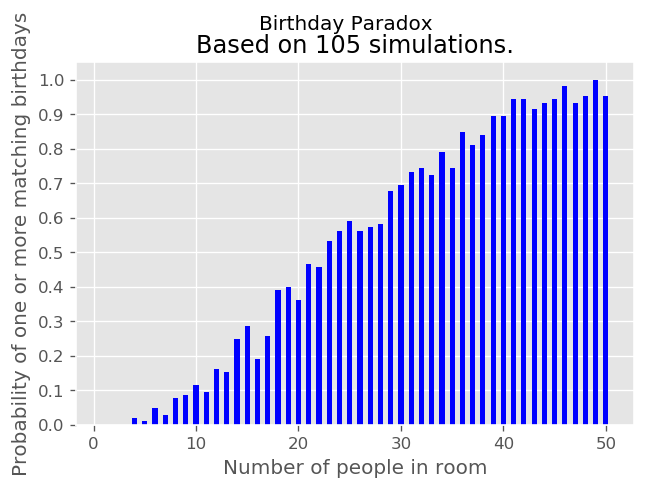 Birthday Paradox
Based on 105 simulations.
Probability of one or more matching birthdays
1.0
0.9
0.8
0.7
0.6
0.5
0.4
0.3
0.2
0.1
0.0
0 10 20 30 40 50
Number of people in room